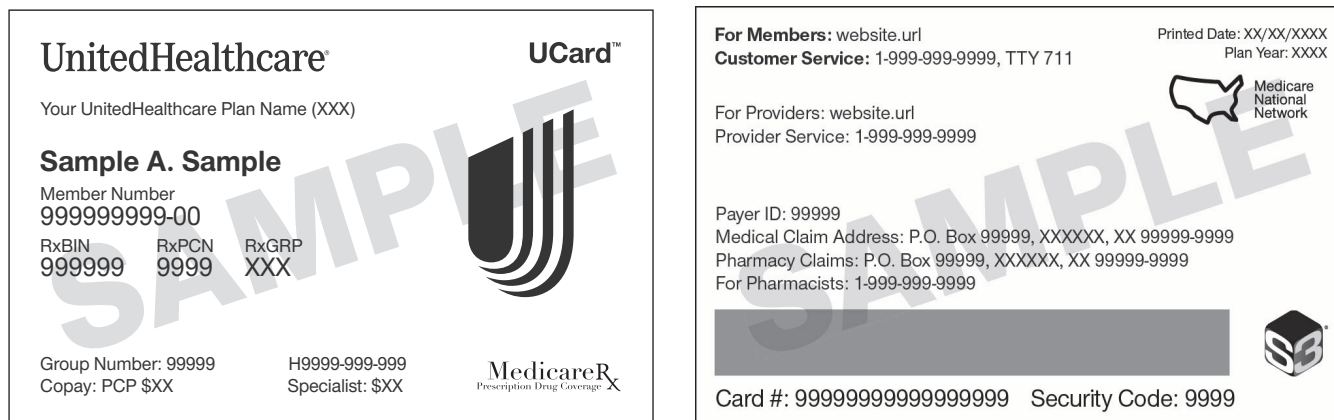 UnitedHealthcare®
UCard™
Your UnitedHealthcare Plan Name (XXX)
Sample A. Sample
Member Number
999999999-00
RxBIN RxPCN RxGRP
999999 9999 XXX
Group Number: 99999 H9999-999-999
Copay: PCP $XX Specialist: $XX
MedicareRx
Prescription Drug Coverage
SAMPLE
For Members: website.url
Customer Service: 1-999-999-9999, TTY 711
Printed Date: XX/XX/XXXX
Plan Year: XXXX
Medicare
National
Network
For Providers: website.url
Provider Service: 1-999-999-9999
Payer ID: 99999
Medical Claim Address: P.O. Box 99999, XXXXXX, XX 99999-9999
Pharmacy Claims: P.O. Box 99999, XXXXXX, XX 99999-9999
For Pharmacists: 1-999-999-9999
S3
Card #: 99999999999999999 Security Code: 9999
SAMPLE